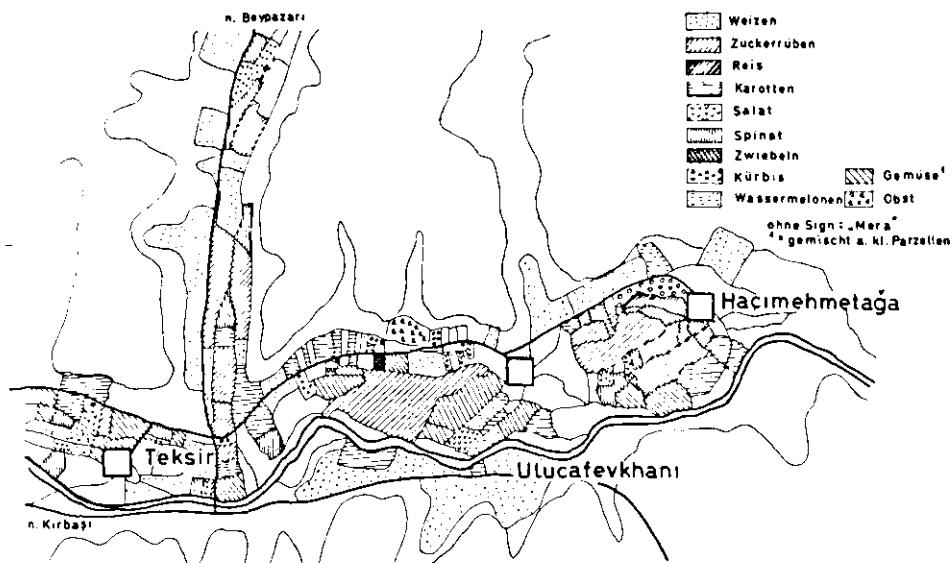 n. Beypazarı
Weizen
Zuckerrüben
Reis
Karotten
Salat
Spinat
Zwiebeln
Kürbis
Wassermelonen
Gemüse¹
Obst
ohne Sign: „Mera"
gemischt a. kl. Parzellen
Hacımehmetağa
Teksir
Ulucafevkhanı
n. Kırbaşı